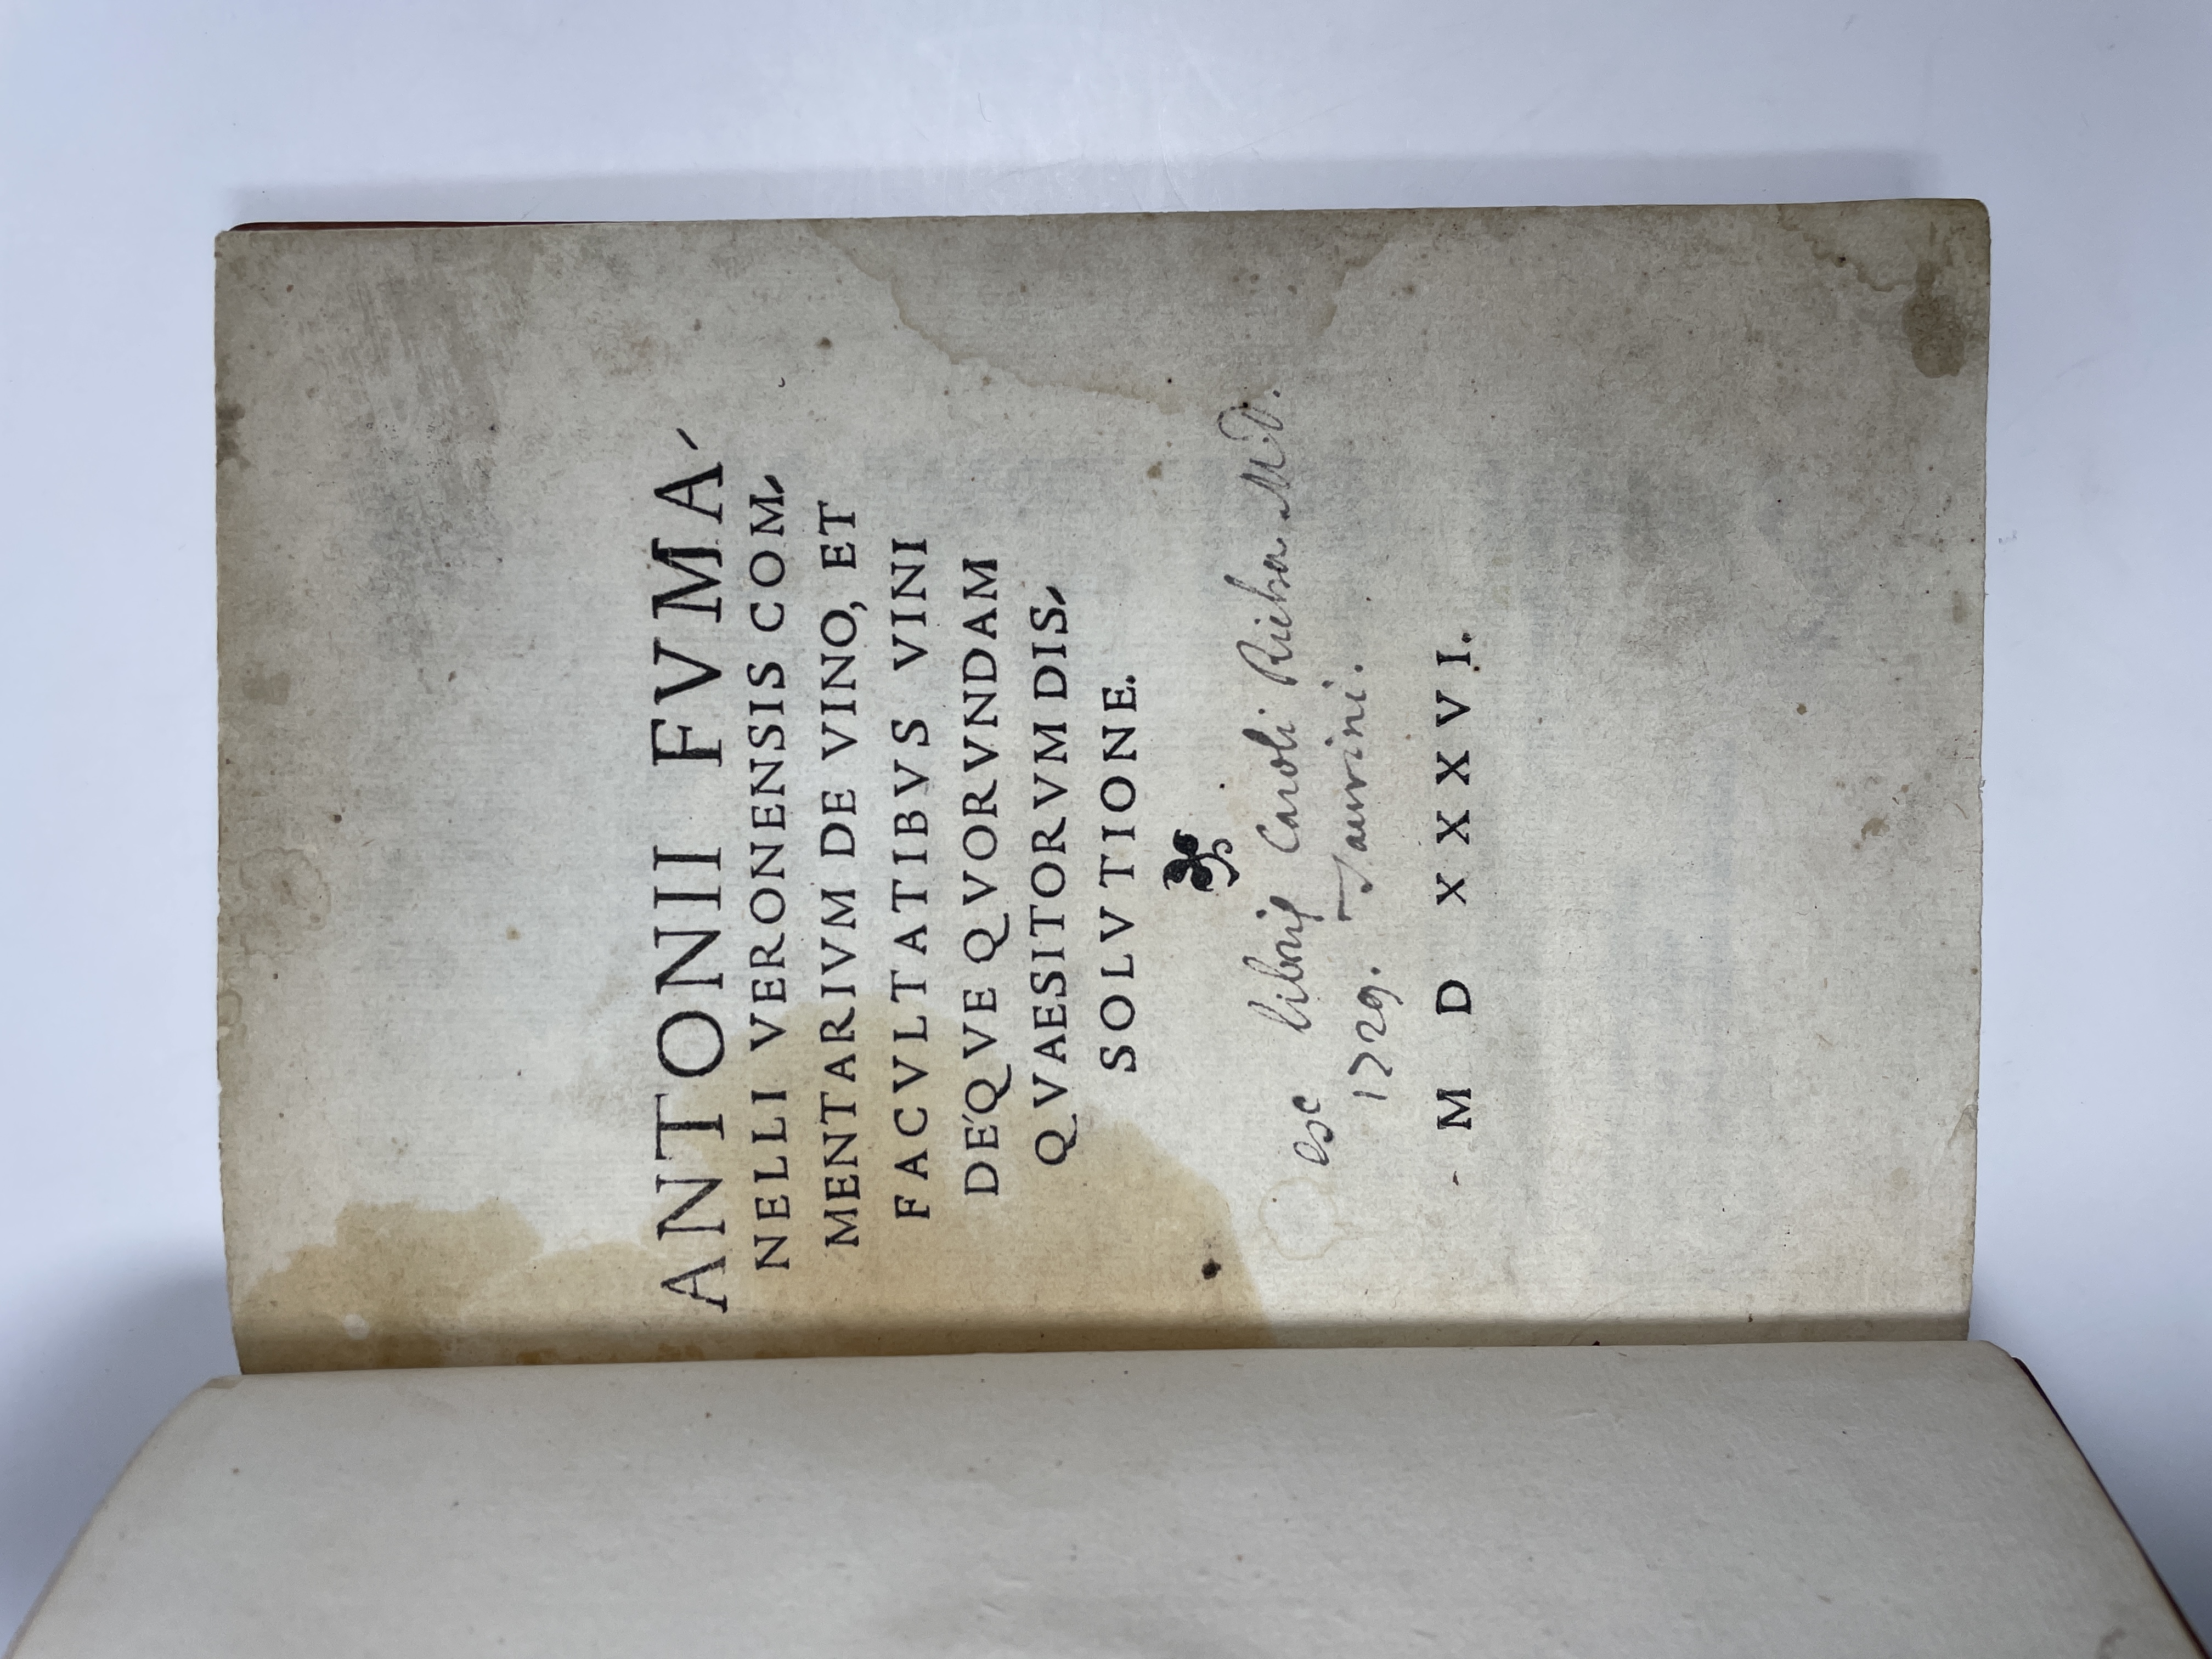 ANTONII FVMA-
NELLI VERONENSIS COM-
MENTARIVM DE VINO, ET
FACVLTATIBVS VINI
DE'QVE QVORVNDAM
QVAESITORVM DIS-
SOLVTIONE.
ex libris Caroli Richa M.D.
1729. Taurini.
M D XXXVI.